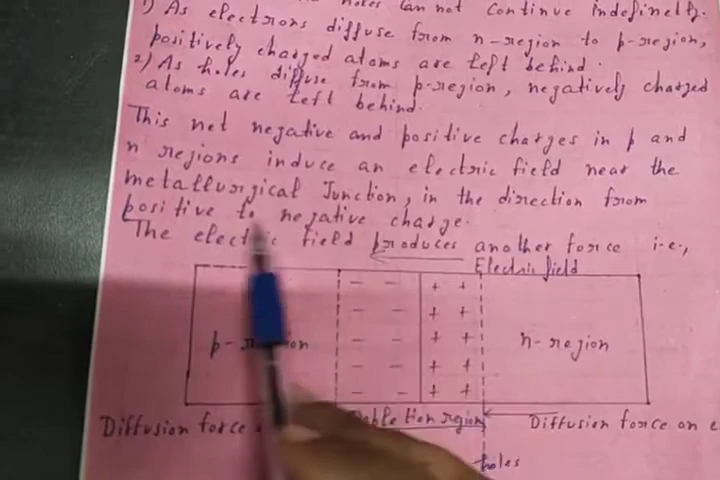 holes can not continue indefinetly.
1) As electrons diffuse from n-region to p-region,
positively charged atoms are left behind.
2) As holes diffuse from p-region, negatively charged
atoms are left behind.
This net negative and positive charges in p and
n regions induce an electric field near the
metallurgical Junction, in the direction from
positive to negative charge.
The electric field produces another force i.e.,
Electric field
- - + +
- - + +
p- n-region
- - + +
- - + +
- - + +
Diffusion force region Diffusion force on
holes